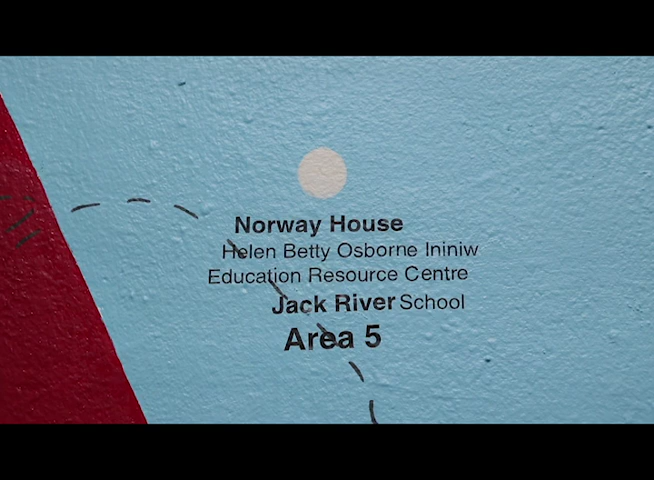 Norway House
Helen Betty Osborne Ininiw
Education Resource Centre
Jack River School
Area 5